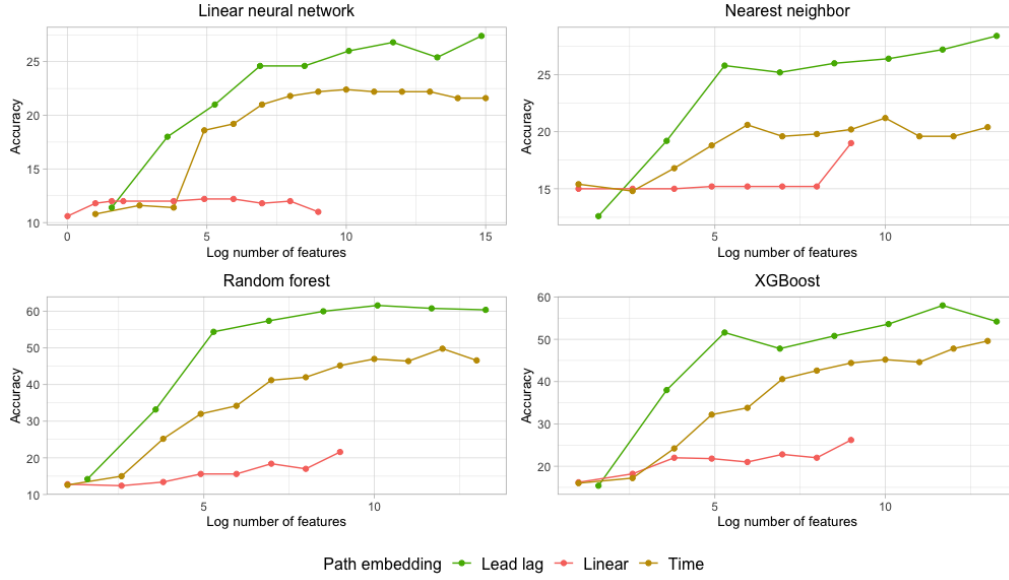 Linear neural network
Accuracy
25
20
15
10
0
5
10
15
Log number of features
Nearest neighbor
Accuracy
25
20
15
5
10
Log number of features
Random forest
Accuracy
60
50
40
30
20
10
5
10
Log number of features
XGBoost
Accuracy
60
50
40
30
20
5
10
Log number of features
Path embedding Lead lag Linear Time